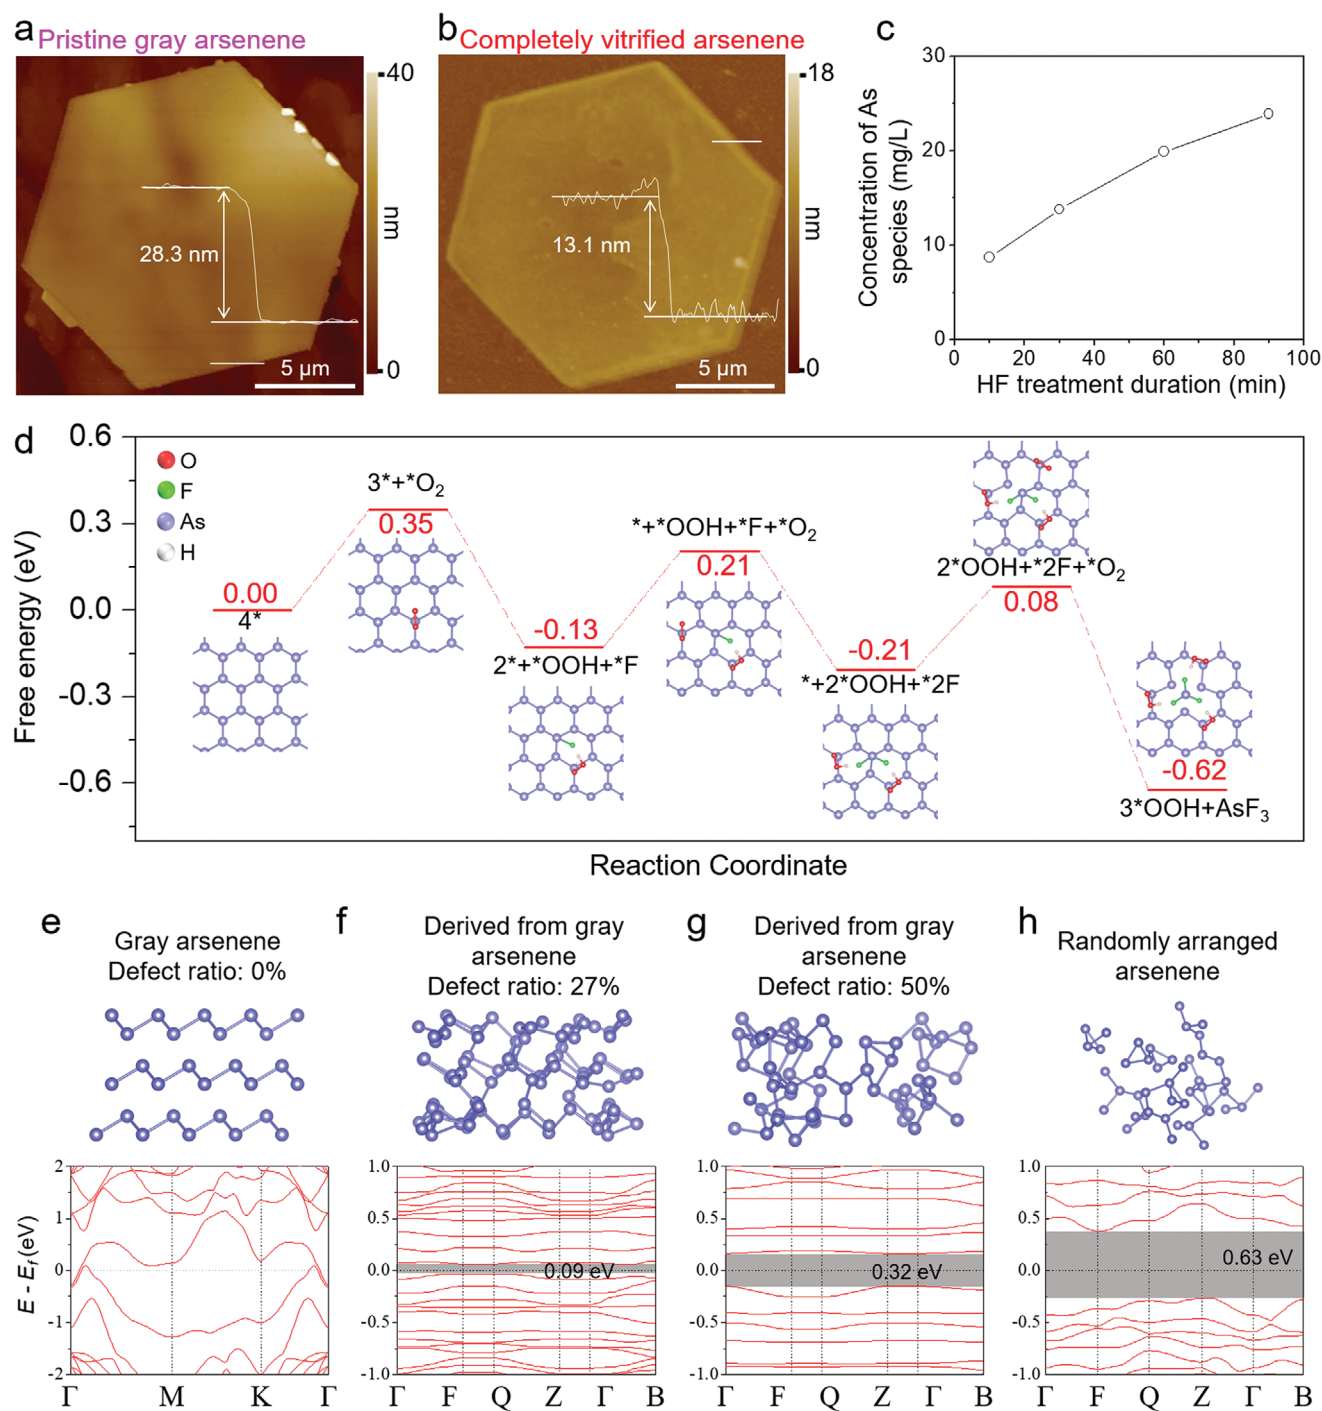 a Pristine gray arsenene
40
nm
0
28.3 nm
5 μm
b Completely vitrified arsenene
18
nm
0
13.1 nm
5 μm
c
Concentration of As
species (mg/L)
30
20
10
0
0 20 40 60 80 100
HF treatment duration (min)
d
Free energy (eV)
0.6
0.3
0.0
-0.3
-0.6
O
F
As
H
0.00
4*
3*+*O2
0.35
-0.13
2*+*OOH+*F
*+*OOH+*F+*O2
0.21
-0.21
*+2*OOH+*2F
2*OOH+*2F+*O2
0.08
-0.62
3*OOH+AsF3
Reaction Coordinate
e
Gray arsenene
Defect ratio: 0%
E - Ef (eV)
2
1
0
-1
-2
Γ M K Γ
f
Derived from gray
arsenene
Defect ratio: 27%
1.0
0.5
0.0
-0.5
-1.0
0.09 eV
Γ F Q Z Γ B
g
Derived from gray
arsenene
Defect ratio: 50%
1.0
0.5
0.0
-0.5
-1.0
0.32 eV
Γ F Q Z Γ B
h
Randomly arranged
arsenene
1.0
0.5
0.0
-0.5
-1.0
0.63 eV
Γ F Q Z Γ B